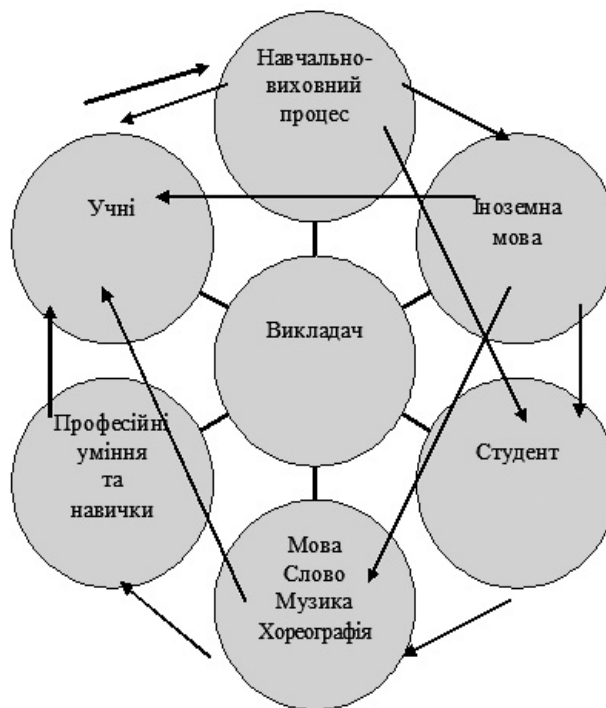 Навчально-
виховний
процес
Учні
Іноземна
мова
Викладач
Професійні
уміння
та
навички
Студент
Мова
Слово
Музика
Хореографія